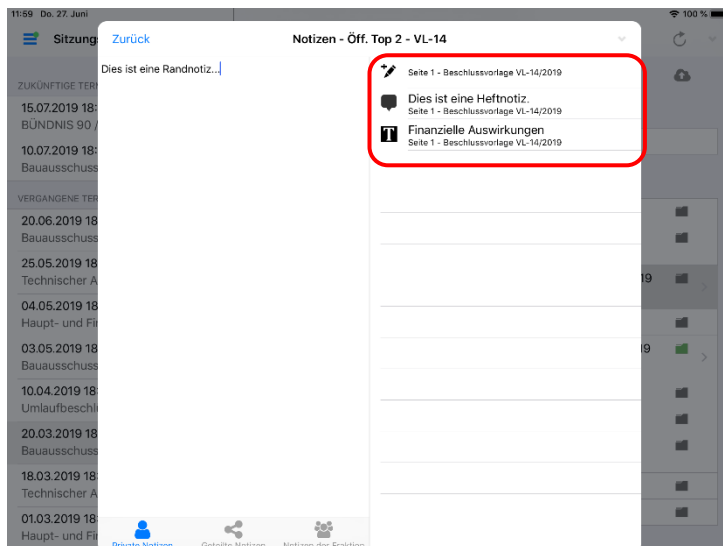 11:59 Do. 27. Juni
100 %
Sitzung
Zurück
Notizen - Öff. Top 2 - VL-14
Dies ist eine Randnotiz...
Seite 1 - Beschlussvorlage VL-14/2019
Dies ist eine Heftnotiz.
Seite 1 - Beschlussvorlage VL-14/2019
T Finanzielle Auswirkungen
Seite 1 - Beschlussvorlage VL-14/2019
ZUKÜNFTIGE TER
15.07.2019 18:
BÜNDNIS 90 /
10.07.2019 18:
Bauausschuss
VERGANGENE TER
20.06.2019 18
Bauausschuss
25.05.2019 18
Technischer A
19
04.05.2019 18
Haupt- und Fi
03.05.2019 18
Bauausschuss
19
10.04.2019 18
Umlaufbeschl
20.03.2019 18
Bauausschuss
18.03.2019 18
Technischer A
01.03.2019 18
Haupt- und Fi
Private Notizen
Geteilte Notizen
Notizen der Fraktion